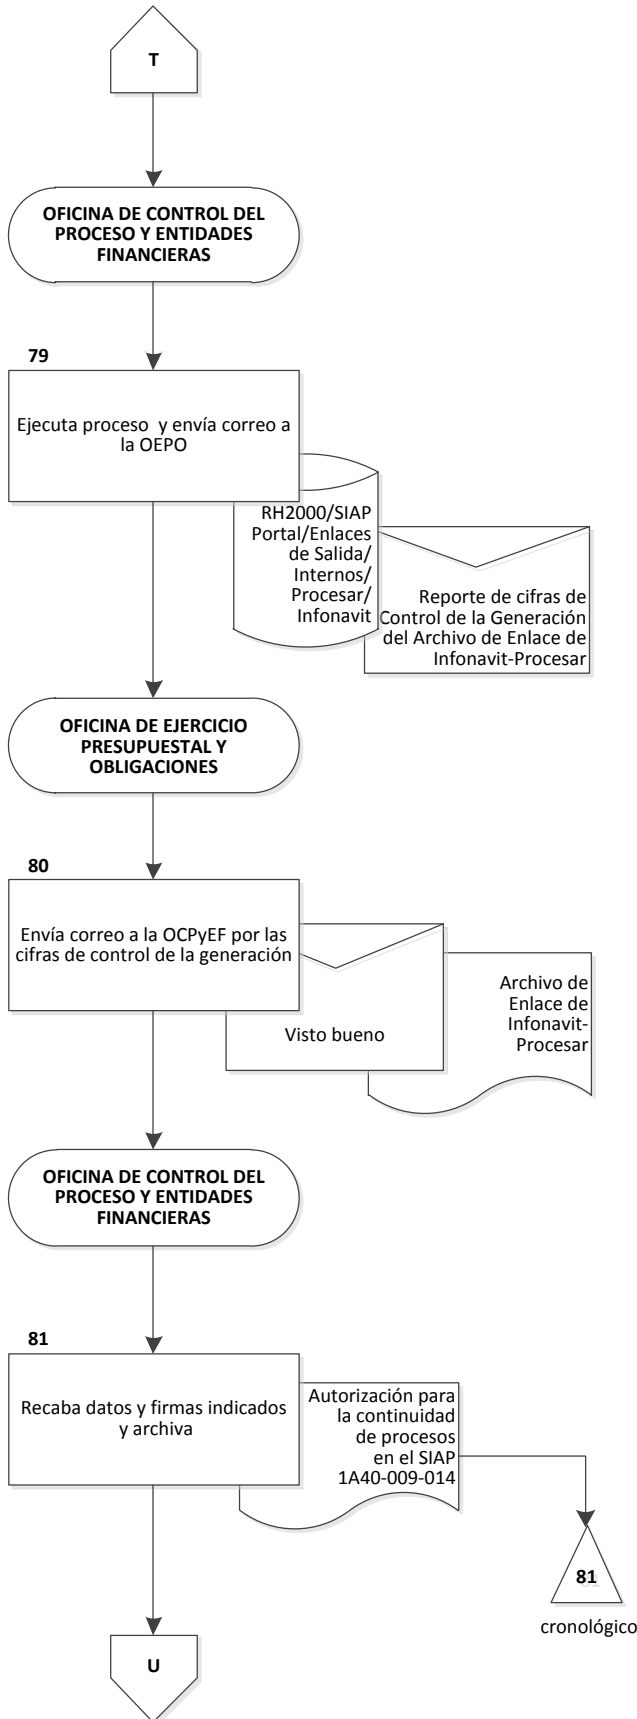 T
OFICINA DE CONTROL DEL
PROCESO Y ENTIDADES
FINANCIERAS
79
Ejecuta proceso y envía correo a
la OEPO
RH2000/SIAP
Portal/Enlaces
de Salida/
Internos/
Procesar/
Infonavit
Reporte de cifras de
Control de la Generación
del Archivo de Enlace de
Infonavit-Procesar
OFICINA DE EJERCICIO
PRESUPUESTAL Y
OBLIGACIONES
80
Envía correo a la OCPyEF por las
cifras de control de la generación
Visto bueno
Archivo de
Enlace de
Infonavit-
Procesar
OFICINA DE CONTROL DEL
PROCESO Y ENTIDADES
FINANCIERAS
81
Recaba datos y firmas indicados
y archiva
Autorización para
la continuidad
de procesos
en el SIAP
1A40-009-014
81
cronológico
U